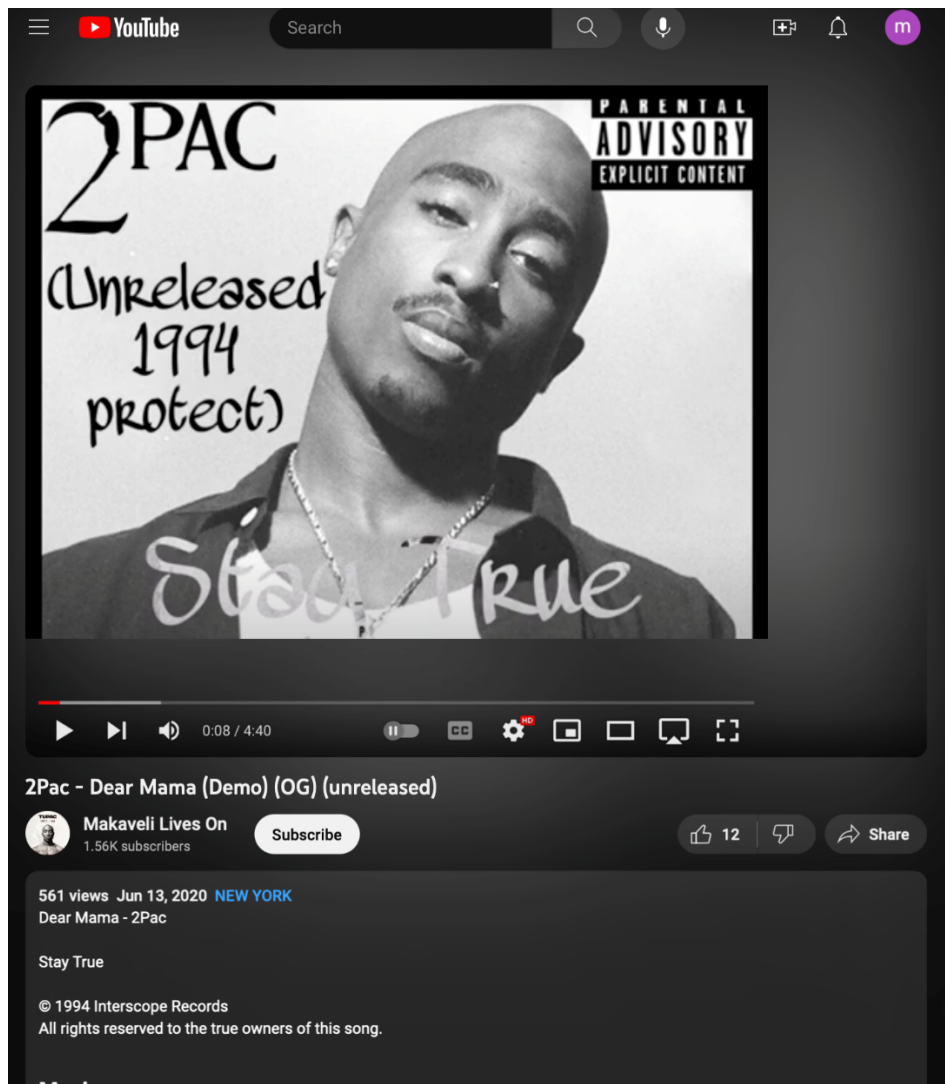 YouTube
Search
m
2PAC
PARENTAL
ADVISORY
EXPLICIT CONTENT
(Unreleased
1994
protect)
Stay True
HD
CC
0:08 / 4:40
2Pac - Dear Mama (Demo) (OG) (unreleased)
Makaveli Lives On
1.56K subscribers
Subscribe
12
Share
561 views Jun 13, 2020 NEW YORK
Dear Mama - 2Pac
Stay True
© 1994 Interscope Records
All rights reserved to the true owners of this song.